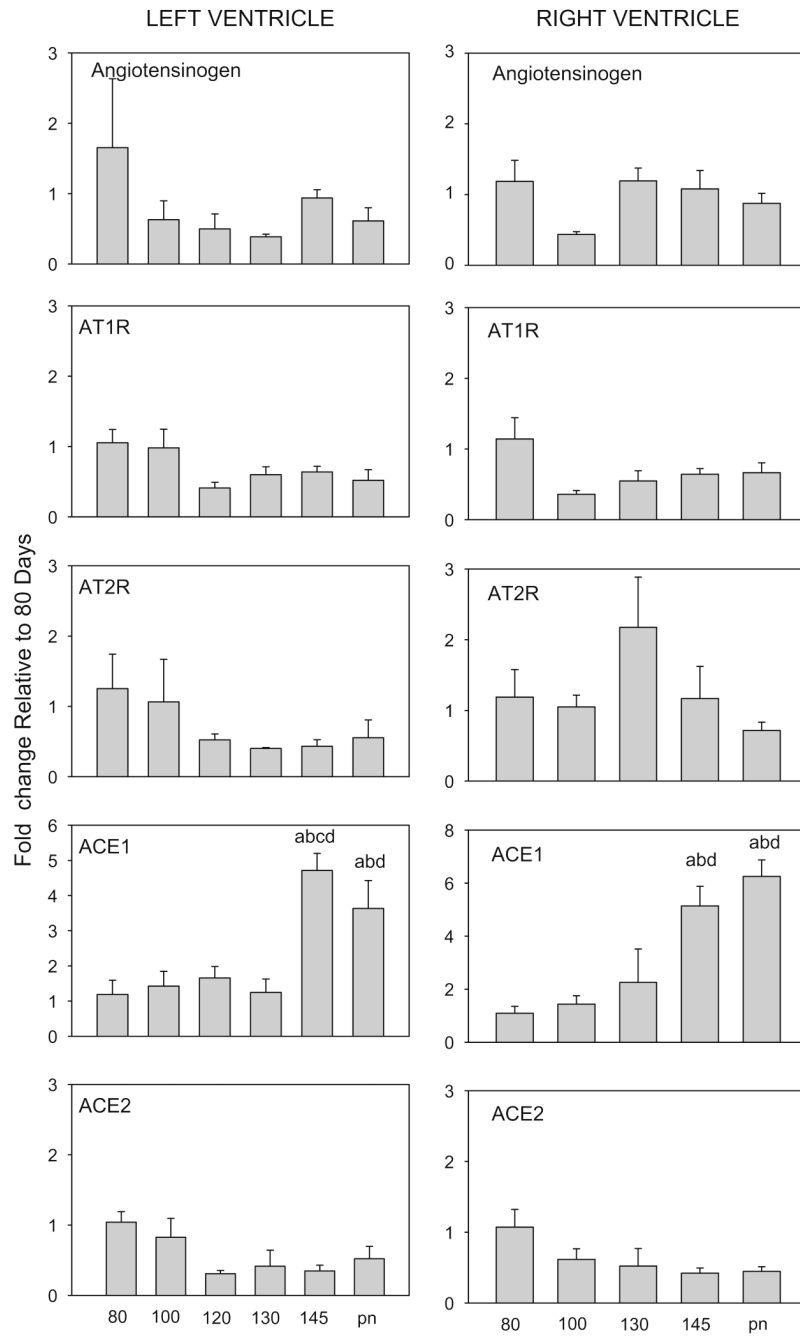 LEFT VENTRICLE
RIGHT VENTRICLE
Fold change Relative to 80 Days
Angiotensinogen
3
2
1
0
Angiotensinogen
3
2
1
0
AT1R
3
2
1
0
AT1R
3
2
1
0
AT2R
3
2
1
0
AT2R
3
2
1
0
ACE1
6
5
4
3
2
1
0
abcd
abd
ACE1
8
6
4
2
0
abd
abd
ACE2
3
2
1
0
80 100 120 130 145 pn
ACE2
3
2
1
0
80 100 130 145 pn